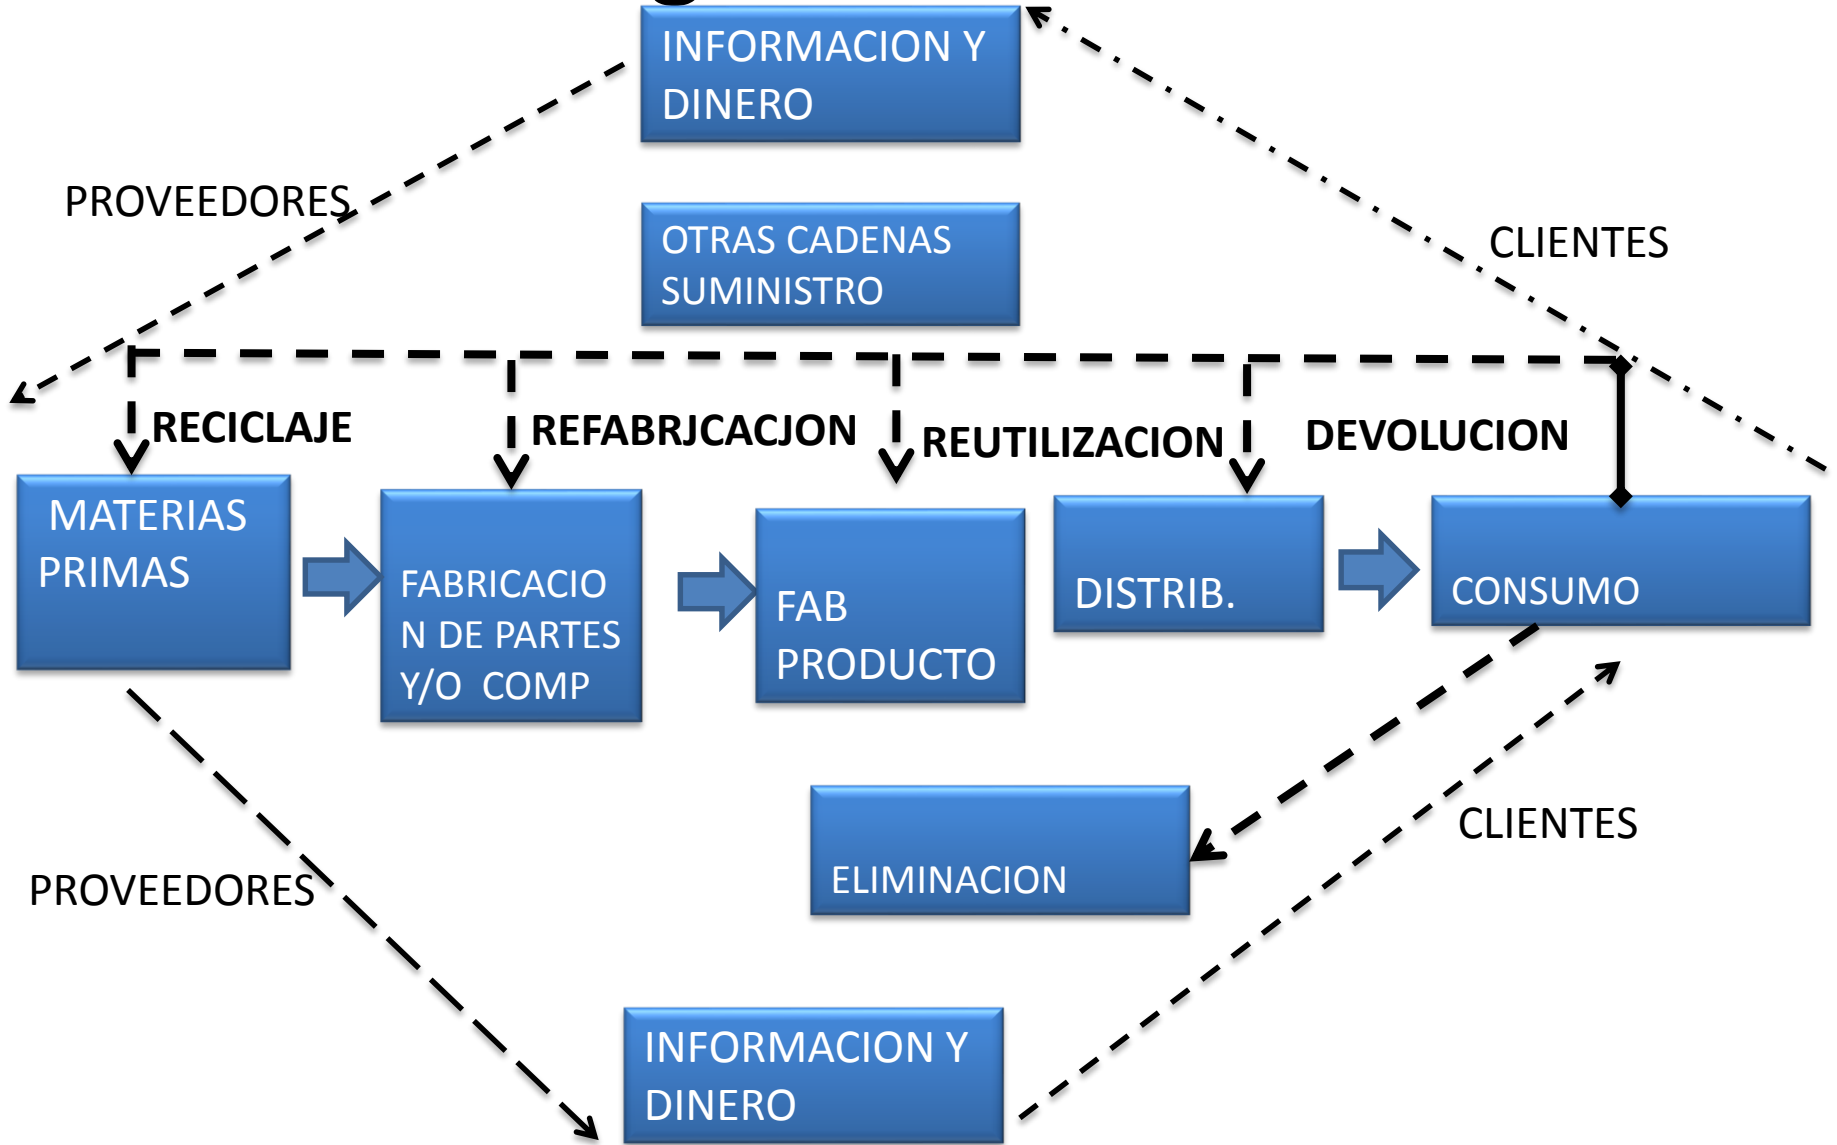 INFORMACION Y
DINERO
PROVEEDORES
OTRAS CADENAS
SUMINISTRO
CLIENTES
RECICLAJE
REFABRJCACJON
REUTILIZACION
DEVOLUCION
MATERIAS
PRIMAS
FABRICACIO
N DE PARTES
Y/O COMP
FAB
PRODUCTO
DISTRIB.
CONSUMO
ELIMINACION
CLIENTES
PROVEEDORES
INFORMACION Y
DINERO